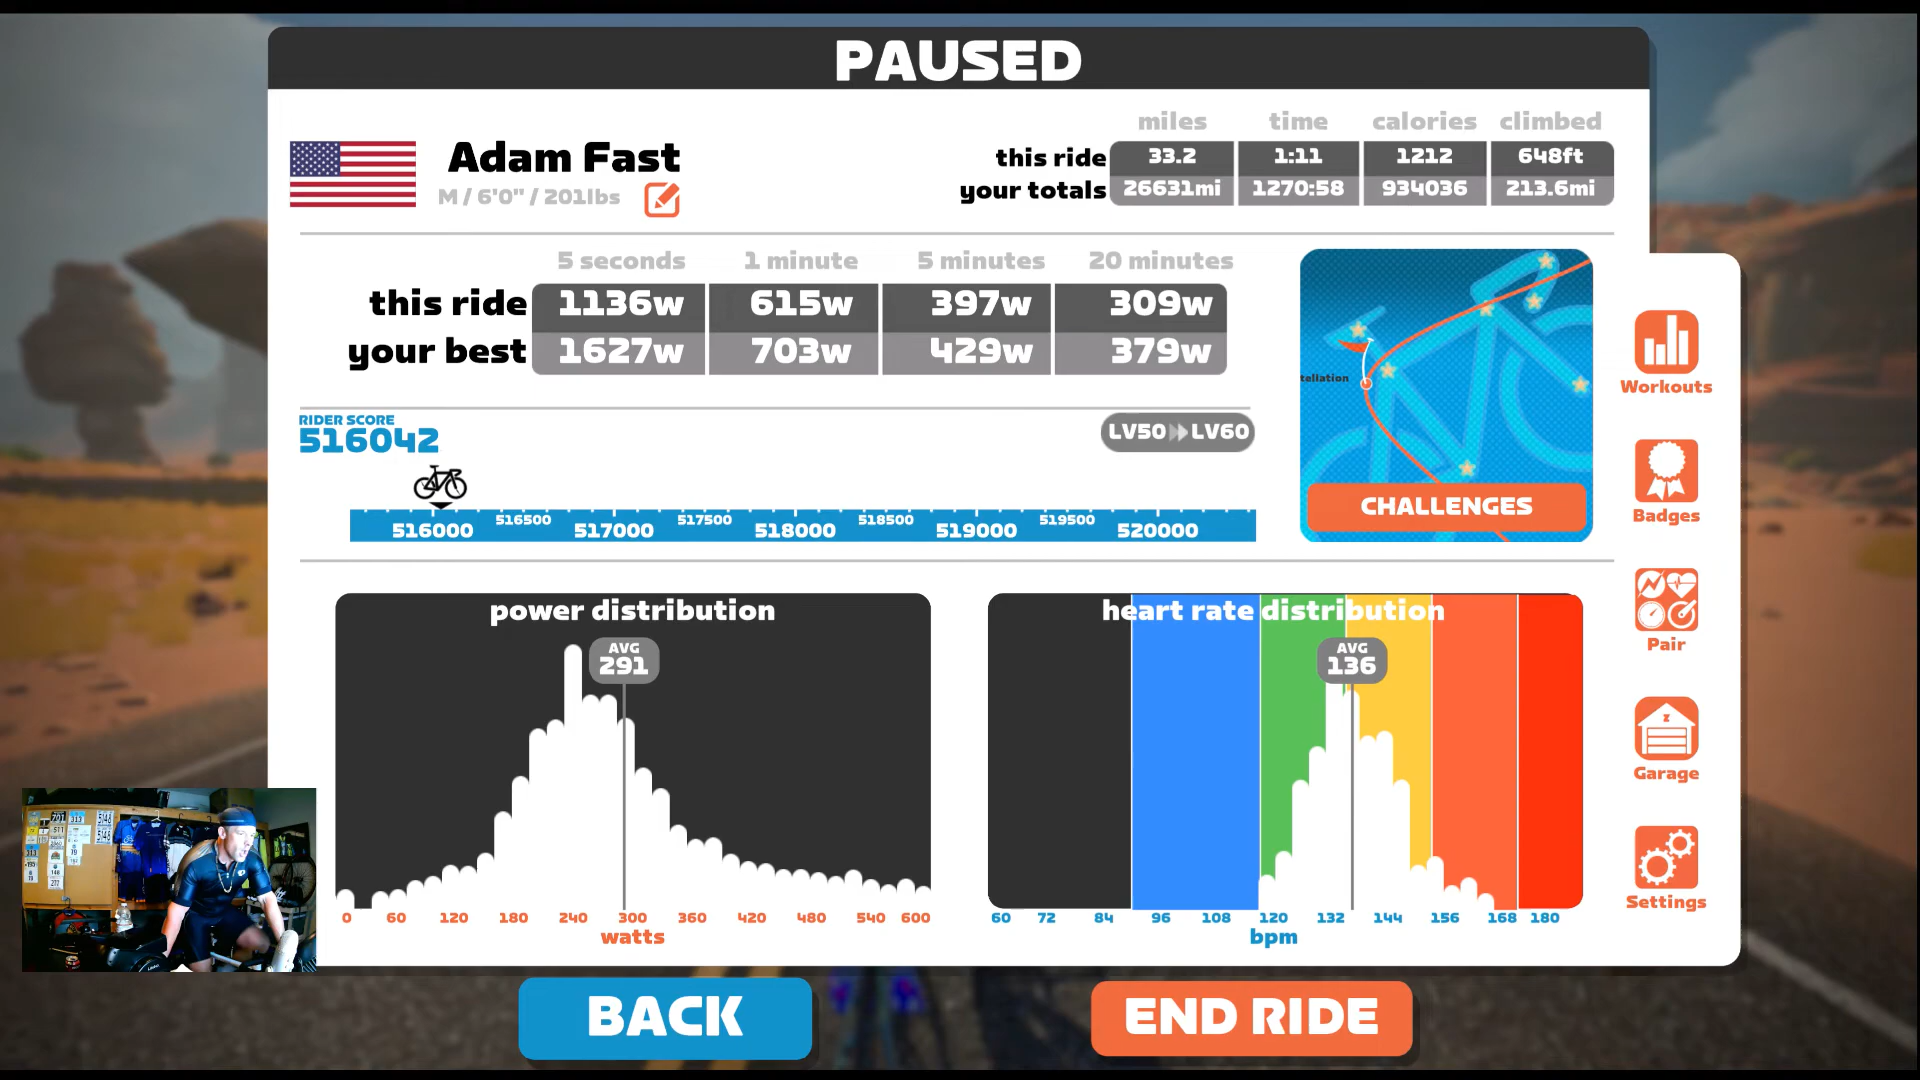 PAUSED
Adam Fast
M / 6'0" / 201lbs
miles time calories climbed
this ride 33.2 1:11 1212 648ft
your totals 26631mi 1270:58 934036 213.6mi
5 seconds 1 minute 5 minutes 20 minutes
this ride 1136w 615w 397w 309w
your best 1627w 703w 429w 379w
tellation
CHALLENGES
RIDER SCORE
516042
LV50 LV60
516000 516500 517000 517500 518000 518500 519000 519500 520000
power distribution
AVG
291
0 60 120 180 240 300 360 420 480 540 600
watts
heart rate distribution
AVG
136
60 72 84 96 108 120 132 144 156 168 180
bpm
Workouts
Badges
Pair
Garage
Settings
BACK
END RIDE